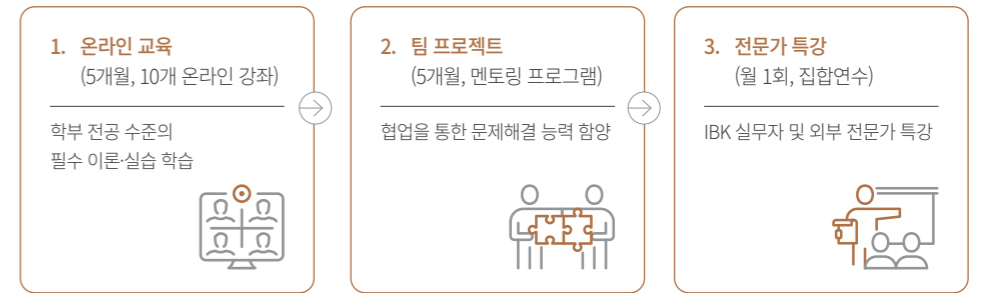 1. 온라인 교육
(5개월, 10개 온라인 강좌)
학부 전공 수준의
필수 이론·실습 학습
2. 팀 프로젝트
(5개월, 멘토링 프로그램)
협업을 통한 문제해결 능력 함양
3. 전문가 특강
(월 1회, 집합연수)
IBK 실무자 및 외부 전문가 특강